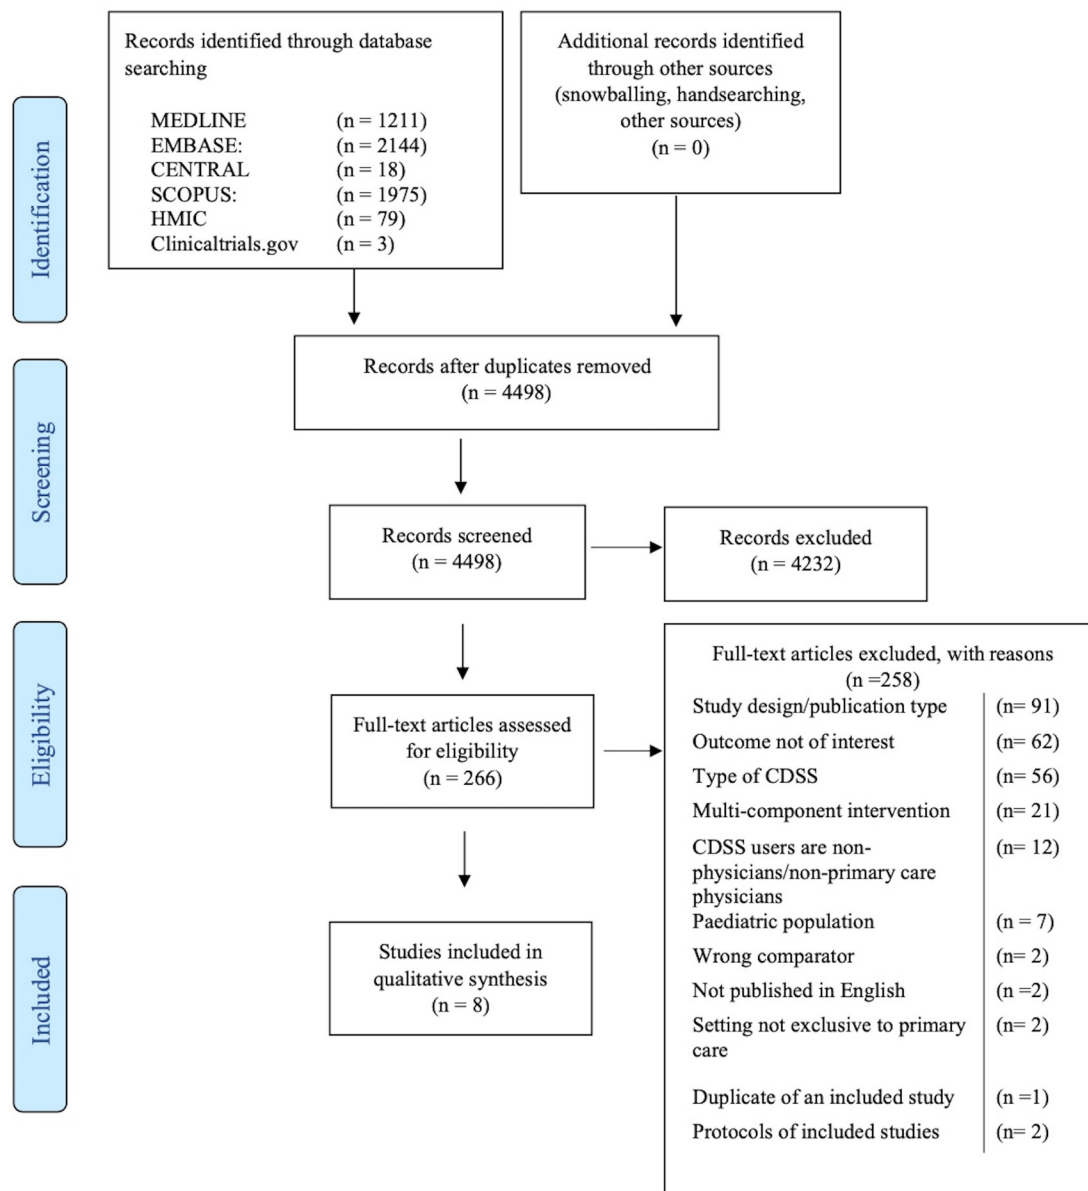 Records identified through database
searching
MEDLINE (n = 1211)
EMBASE: (n = 2144)
CENTRAL (n = 18)
SCOPUS: (n = 1975)
HMIC (n = 79)
Clinicaltrials.gov (n = 3)
Additional records identified
through other sources
(snowballing, handsearching,
other sources)
(n = 0)
Identification
Records after duplicates removed
(n = 4498)
Screening
Records screened
(n = 4498)
Records excluded
(n = 4232)
Eligibility
Full-text articles assessed
for eligibility
(n = 266)
Full-text articles excluded, with reasons
(n =258)
Study design/publication type (n= 91)
Outcome not of interest (n= 62)
Type of CDSS (n= 56)
Multi-component intervention (n= 21)
CDSS users are non- (n= 12)
physicians/non-primary care
physicians
Paediatric population (n = 7)
Wrong comparator (n= 2)
Not published in English (n =2)
Setting not exclusive to primary (n= 2)
care
Duplicate of an included study (n =1)
Protocols of included studies (n= 2)
Included
Studies included in
qualitative synthesis
(n = 8)